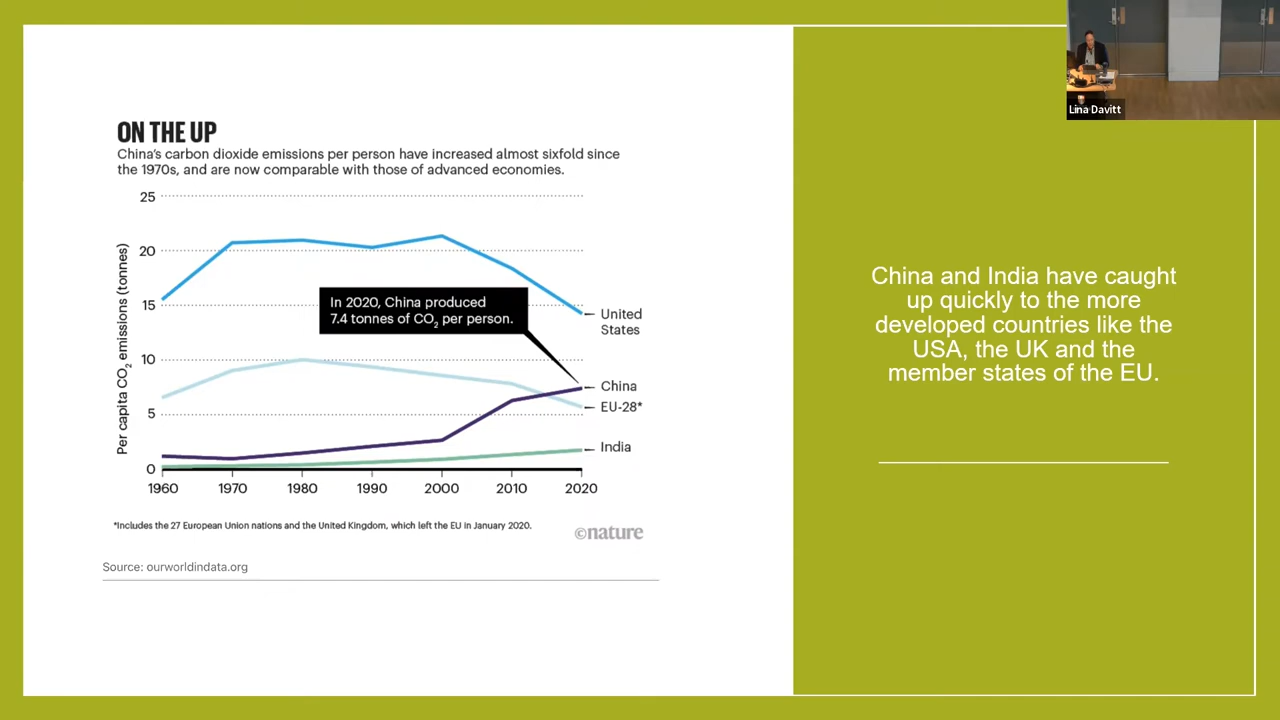 ON THE UP
China's carbon dioxide emissions per person have increased almost sixfold since
the 1970s, and are now comparable with those of advanced economies.
Per capita CO2 emissions (tonnes)
25
20
15
10
5
0
1960 1970 1980 1990 2000 2010 2020
In 2020, China produced
7.4 tonnes of CO2 per person.
United
States
China
EU-28*
India
*Includes the 27 European Union nations and the United Kingdom, which left the EU in January 2020.
©nature
Source: ourworldindata.org
Lina Davitt
China and India have caught
up quickly to the more
developed countries like the
USA, the UK and the
member states of the EU.